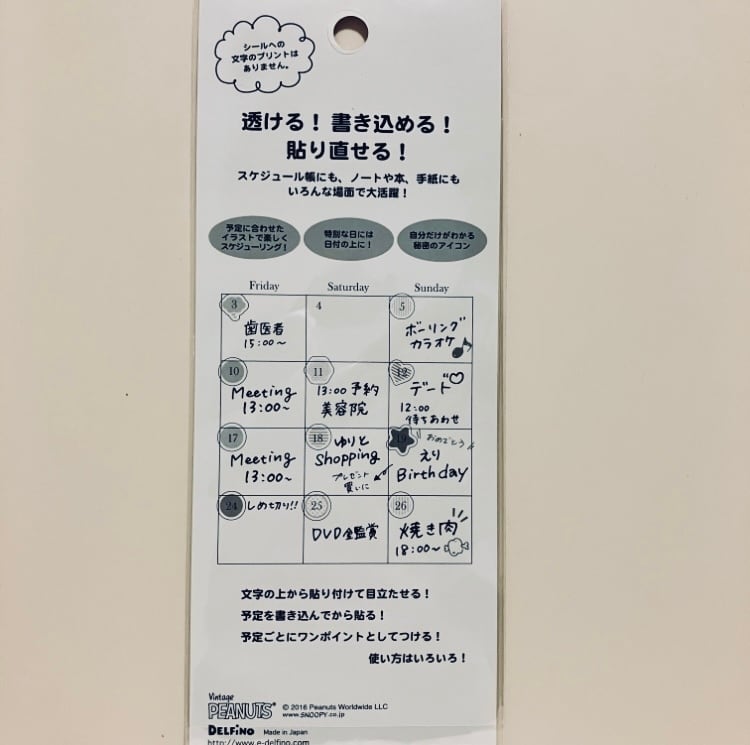 シールへの
文字のプリントは
ありません。
透ける！書き込める！
貼り直せる！
スケジュール帳にも、ノートや本、手紙にも
いろんな場面で大活躍！
予定に合わせた
イラストで楽しく
スケジューリング！
特別な日には
日付の上に！
自分だけがわかる
秘密のアイコン
Friday Saturday Sunday
3
歯医者
15:00〜
4
5
ボーリング
カラオケ
10
Meeting
13:00〜
11
13:00 予約
美容院
12
デート
12:00
待ちあわせ
17
Meeting
13:00〜
18
ゆりと
Shopping
プレゼント
買いに
19
おめでとう
えり
Birthday
24
しめ切り!!
25
DVD鑑賞
26
焼き肉
18:00〜
文字の上から貼り付けて目立たせる！
予定を書き込んでから貼る！
予定ごとにワンポイントとしてつける！
使い方はいろいろ！
Vintage
PEANUTS
© 2016 Peanuts Worldwide LLC
www.SNOOPY.co.jp
DELFINO Made in Japan
http://www.e-delfino.com